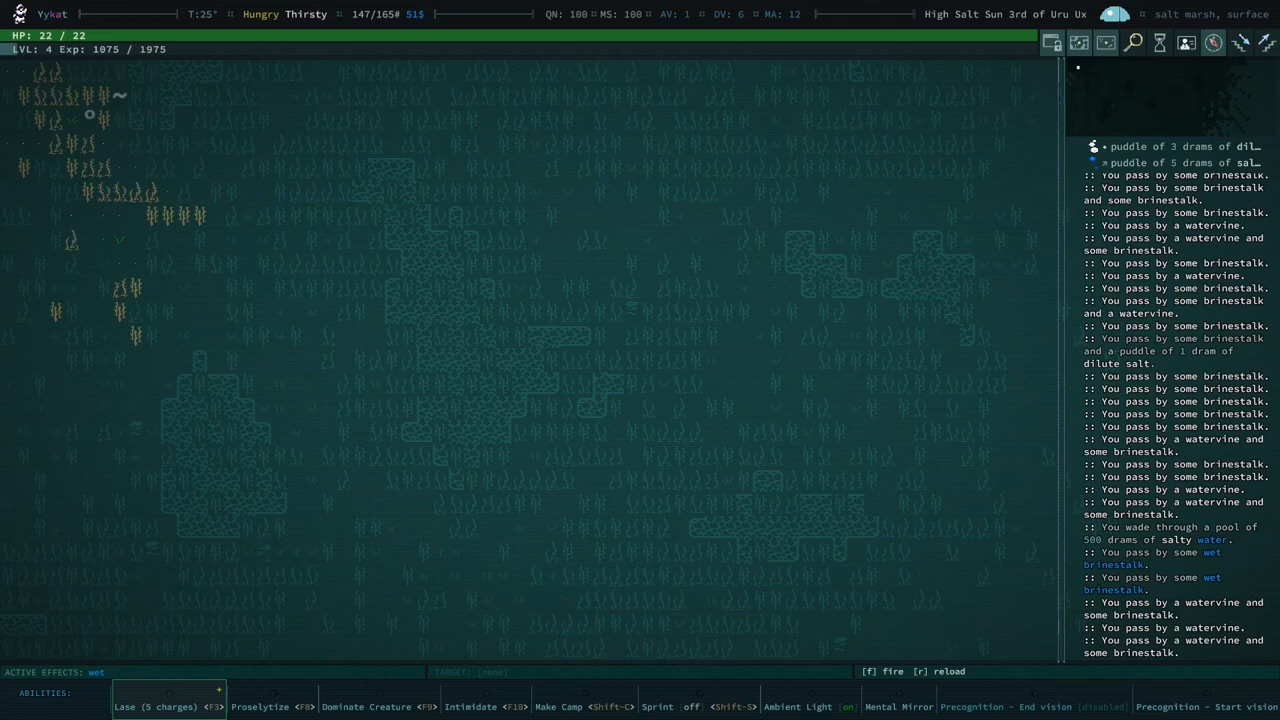 Yykat T:25° :: Hungry Thirsty :: 147/165# 51$ QN: 100 :: MS: 100 :: AV: 1 :: DV: 6 :: MA: 12 High Salt Sun 3rd of Uru Ux :: salt marsh, surface
HP: 22 / 22
LVL: 4 Exp: 1075 / 1975
puddle of 3 drams of dil…
puddle of 5 drams of sal…
:: You pass by some brinestalk.
:: You pass by some brinestalk
and some brinestalk.
:: You pass by some brinestalk.
:: You pass by a watervine.
:: You pass by a watervine and
some brinestalk.
:: You pass by some brinestalk.
:: You pass by a watervine.
:: You pass by some brinestalk.
:: You pass by some brinestalk
and a watervine.
:: You pass by some brinestalk.
:: You pass by some brinestalk
and a puddle of 1 dram of
dilute salt.
:: You pass by some brinestalk.
:: You pass by some brinestalk.
:: You pass by some brinestalk.
:: You pass by some brinestalk.
:: You pass by some brinestalk.
:: You pass by a watervine and
some brinestalk.
:: You pass by some brinestalk.
:: You pass by some brinestalk.
:: You pass by a watervine.
:: You pass by a watervine and
some brinestalk.
:: You wade through a pool of
500 drams of salty water.
:: You pass by some wet
brinestalk.
:: You pass by some wet
brinestalk.
:: You pass by a watervine and
some brinestalk.
:: You pass by a watervine.
:: You pass by a watervine and
some brinestalk.
ACTIVE EFFECTS: wet TARGET: [none] [f] fire [r] reload
ABILITIES: Lase (5 charges) <F3> Proselytize <F8> Dominate Creature <F9> Intimidate <F10> Make Camp <Shift-C> Sprint [off] <Shift-S> Ambient Light [on] Mental Mirror Precognition - End vision [disabled] Precognition - Start vision